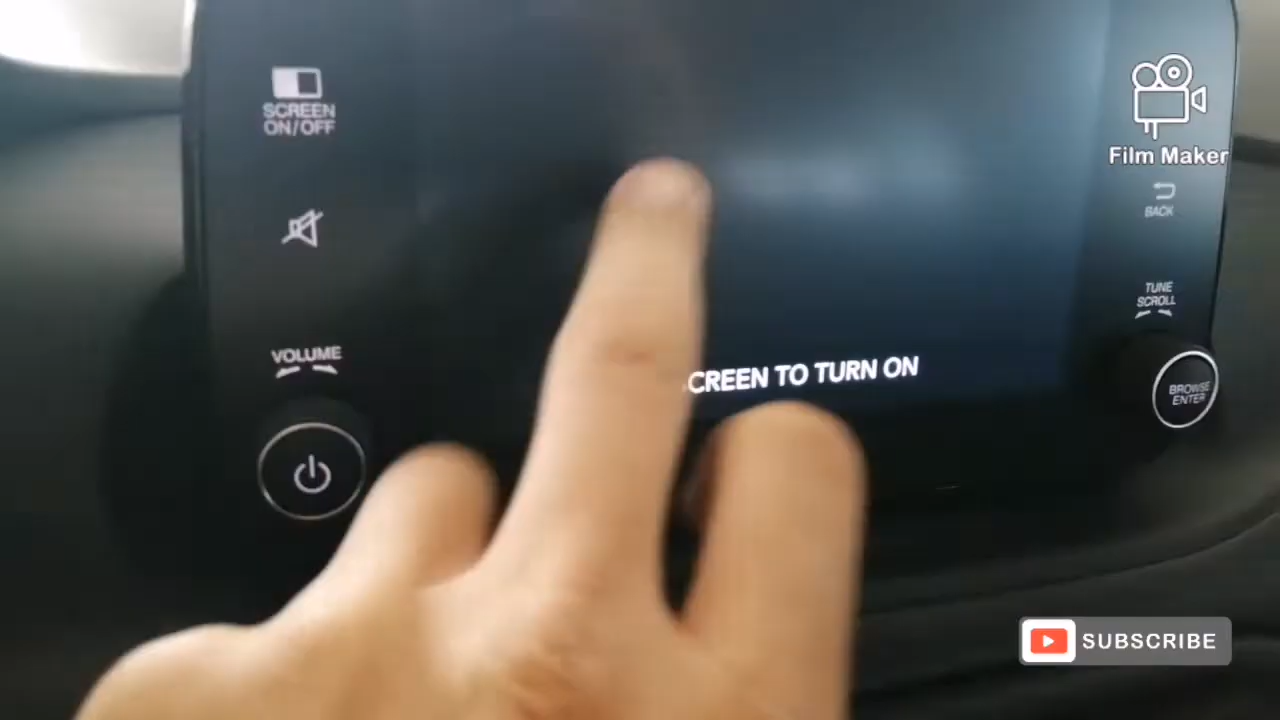 SCREEN
ON/OFF
Film Maker
BACK
TUNE
SCROLL
VOLUME
CREEN TO TURN ON
BROWSE
ENTER
SUBSCRIBE